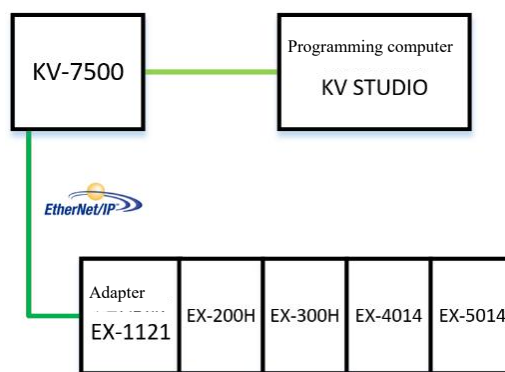 KV-7500
Programming computer
KV STUDIO
EtherNet/IP
Adapter
EX-1121
EX-200H
EX-300H
EX-4014
EX-5014